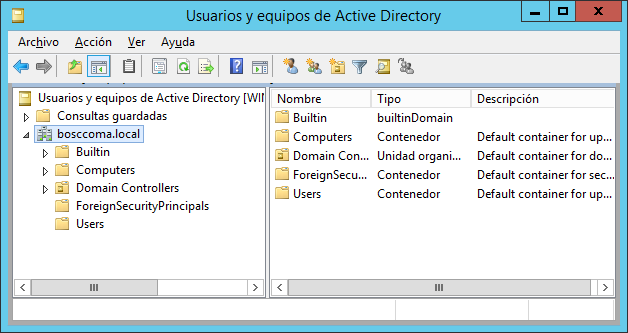 Usuarios y equipos de Active Directory
Archivo Acción Ver Ayuda
Usuarios y equipos de Active Directory [WIN
Consultas guardadas
bosccoma.local
Builtin
Computers
Domain Controllers
ForeignSecurityPrincipals
Users
Nombre Tipo Descripción
Builtin builtinDomain
Computers Contenedor Default container for up...
Domain Con... Unidad organi... Default container for do...
ForeignSecu... Contenedor Default container for sec...
Users Contenedor Default container for up...